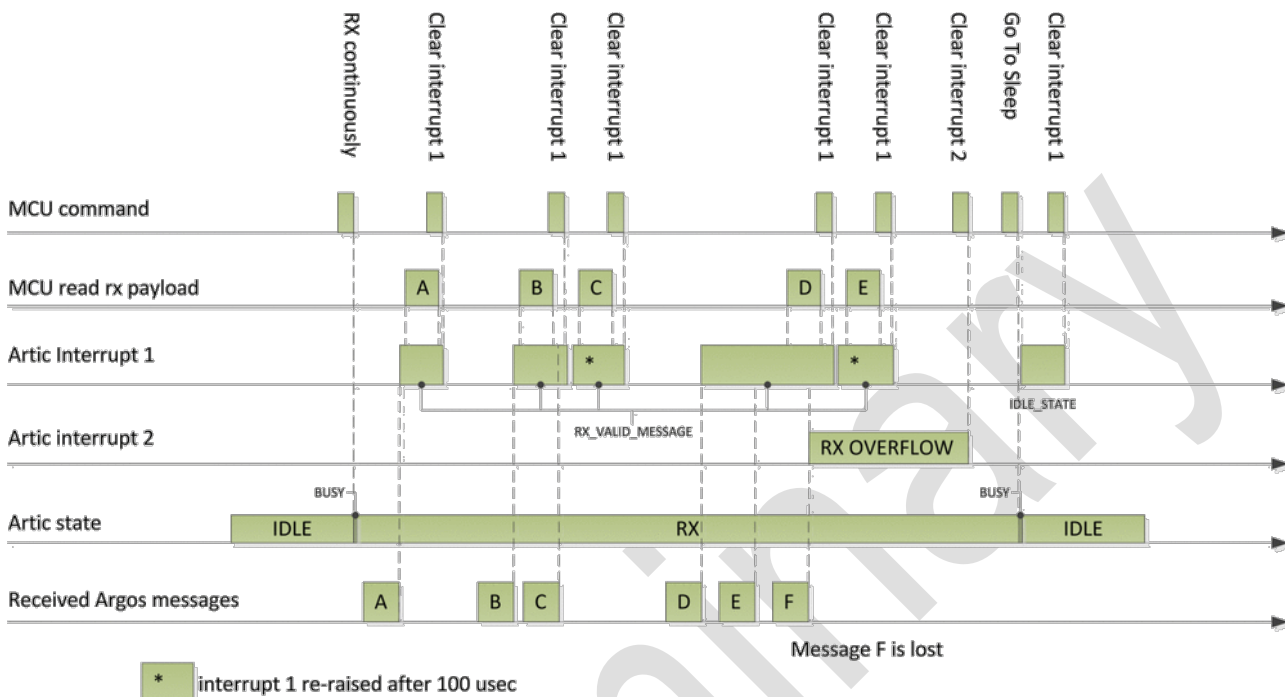 RX continuously
Clear interrupt 1
Clear interrupt 1
Clear interrupt 1
Clear interrupt 1
Clear interrupt 1
Clear interrupt 2
Go To Sleep
Clear interrupt 1
MCU command
MCU read rx payload
A
B
C
D
E
Artic Interrupt 1
*
*
RX_VALID_MESSAGE
IDLE_STATE
Artic interrupt 2
RX OVERFLOW
BUSY
BUSY
Artic state
IDLE
RX
IDLE
Received Argos messages
A
B
C
D
E
F
Message F is lost
* interrupt 1 re-raised after 100 usec
inary